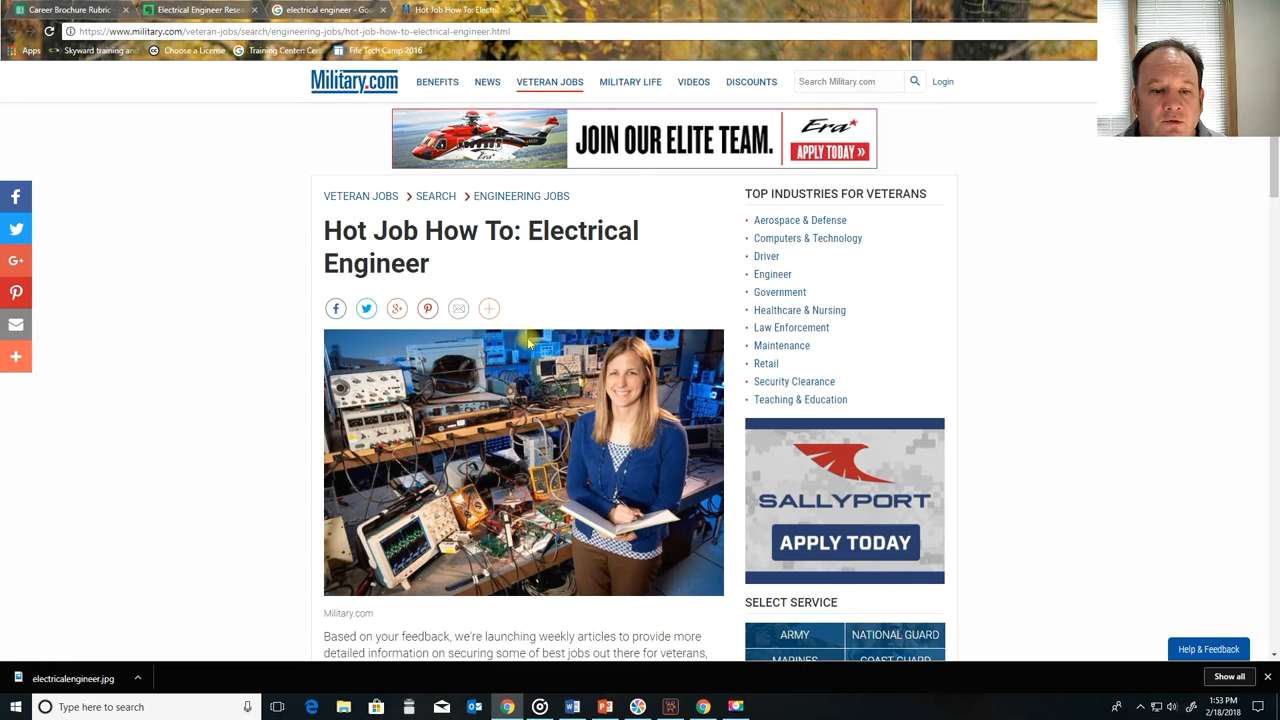 Career Brochure Rubric
Electrical Engineer Rese
electrical engineer - Goo
Hot Job How To: Electri
https://www.military.com/veteran-jobs/search/engineering-jobs/hot-job-how-to-electrical-engineer.html
Apps
Skyward training and
Choose a License
Training Center: Cer
Fife Tech Camp 2016
Military.com
BENEFITS
NEWS
VETERAN JOBS
MILITARY LIFE
VIDEOS
DISCOUNTS
Search Military.com
Login
JOIN OUR ELITE TEAM.
Era
APPLY TODAY »
Era
VETERAN JOBS
SEARCH
ENGINEERING JOBS
Hot Job How To: Electrical
Engineer
Military.com
Based on your feedback, we're launching weekly articles to provide more
detailed information on securing some of best jobs out there for veterans,
TOP INDUSTRIES FOR VETERANS
Aerospace & Defense
Computers & Technology
Driver
Engineer
Government
Healthcare & Nursing
Law Enforcement
Maintenance
Retail
Security Clearance
Teaching & Education
SALLYPORT
APPLY TODAY
SELECT SERVICE
ARMY
NATIONAL GUARD
MARINES
COAST GUARD
Help & Feedback
electricalengineer.jpg
Show all
Type here to search
1:53 PM
2/18/2018